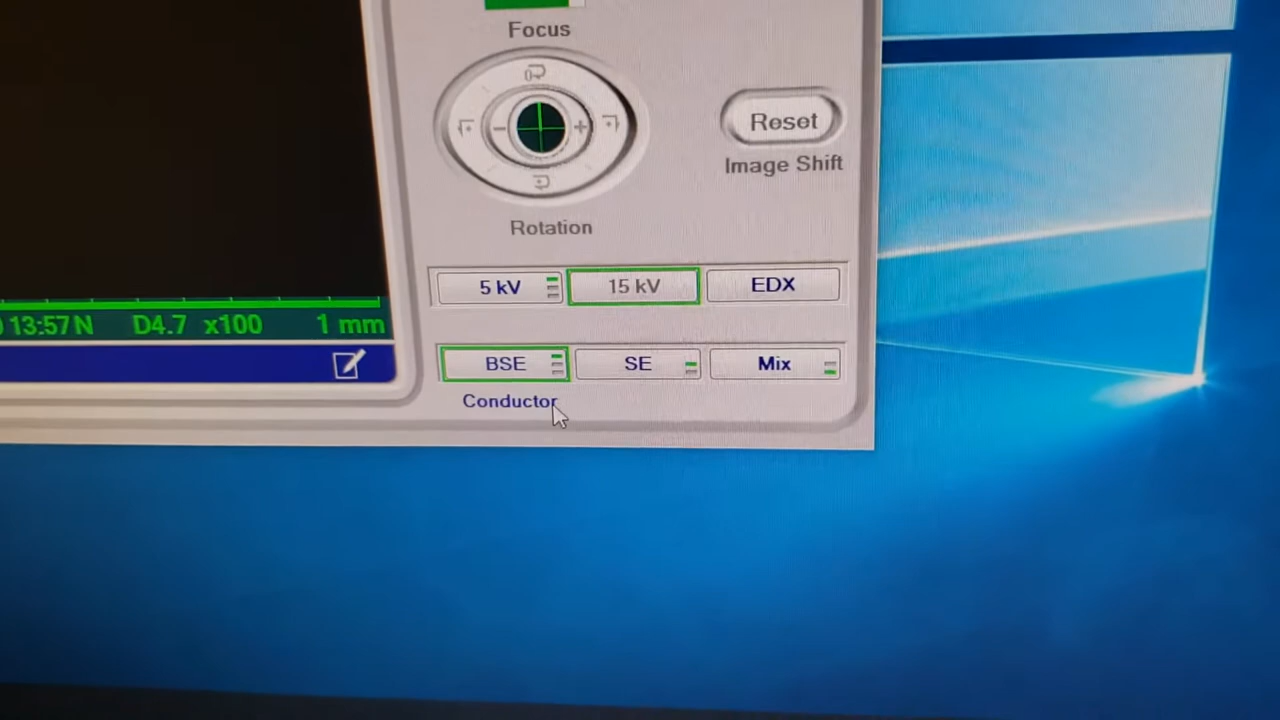 Focus
Reset
Image Shift
Rotation
5 kV 15 kV EDX
13:57N D4.7 x100 1 mm
BSE SE Mix
Conductor